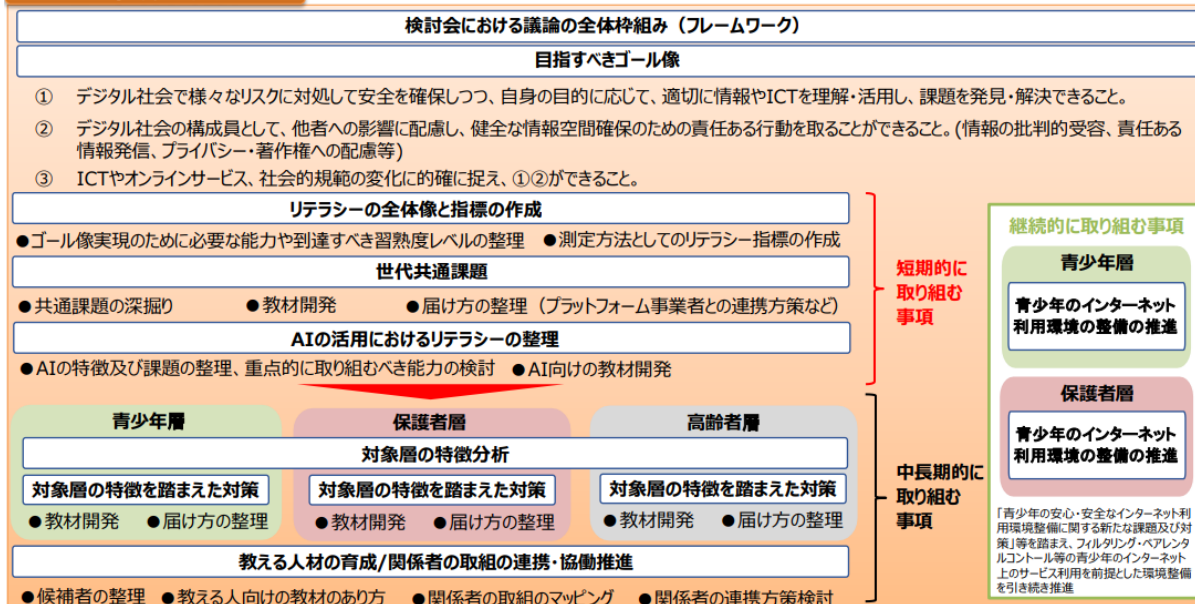 検討会における議論の全体枠組み（フレームワーク）
目指すべきゴール像
① デジタル社会で様々なリスクに対処して安全を確保しつつ、自身の目的に応じて、適切に情報やICTを理解・活用し、課題を発見・解決できること。
② デジタル社会の構成員として、他者への影響に配慮し、健全な情報空間確保のための責任ある行動を取ることができること。(情報の批判的受容、責任ある
情報発信、プライバシー・著作権への配慮等)
③ ICTやオンラインサービス、社会的規範の変化に的確に捉え、①②ができること。
リテラシーの全体像と指標の作成
●ゴール像実現のために必要な能力や到達すべき習熟度レベルの整理 ●測定方法としてのリテラシー指標の作成
世代共通課題
●共通課題の深掘り ●教材開発 ●届け方の整理（プラットフォーム事業者との連携方策など）
AIの活用におけるリテラシーの整理
●AIの特徴及び課題の整理、重点的に取り組むべき能力の検討 ●AI向けの教材開発
短期的に
取り組む
事項
青少年層 保護者層 高齢者層
対象層の特徴分析
対象層の特徴を踏まえた対策 対象層の特徴を踏まえた対策 対象層の特徴を踏まえた対策
●教材開発 ●届け方の整理 ●教材開発 ●届け方の整理 ●教材開発 ●届け方の整理
教える人材の育成/関係者の取組の連携・協働推進
●候補者の整理 ●教える人向けの教材のあり方 ●関係者の取組のマッピング ●関係者の連携方策検討
中長期的に
取り組む
事項
継続的に取り組む事項
青少年層
青少年のインターネット
利用環境の整備の推進
保護者層
青少年のインターネット
利用環境の整備の推進
「青少年の安心・安全なインターネット利
用環境整備に関する新たな課題及び対
策」等を踏まえ、フィルタリング・ペアレンタ
ルコントロール等の青少年のインターネット
上のサービス利用を前提とした環境整備
を引き続き推進